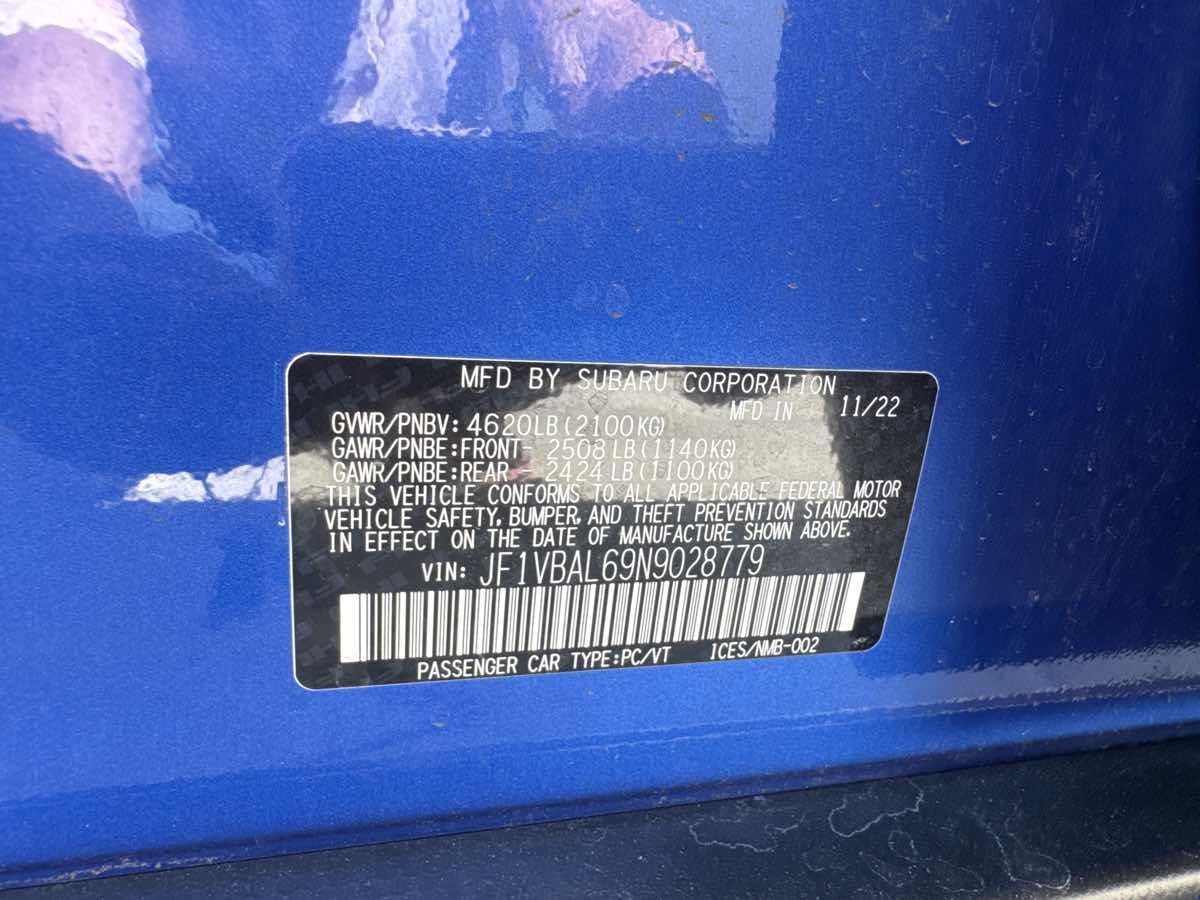 MFD BY SUBARU CORPORATION
MFD IN 11/22
GVWR/PNBV: 4620LB(2100KG)
GAWR/PNBE:FRONT- 2508LB(1140KG)
GAWR/PNBE:REAR - 2424LB(1100KG)
THIS VEHICLE CONFORMS TO ALL APPLICABLE FEDERAL MOTOR
VEHICLE SAFETY, BUMPER, AND THEFT PREVENTION STANDARDS
IN EFFECT ON THE DATE OF MANUFACTURE SHOWN ABOVE.
VIN: JF1VBAL69N9028779
PASSENGER CAR TYPE:PC/VT ICES/NMB-002